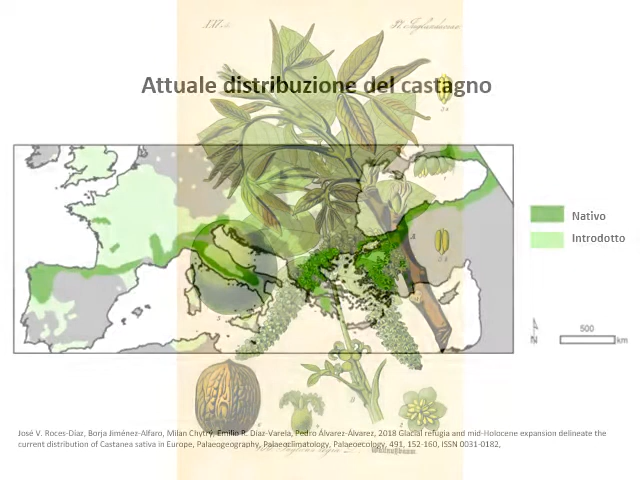 Attuale distribuzione del castagno
Nativo
Introdotto
500
N
km
José V. Roces-Díaz, Borja Jiménez-Alfaro, Milan Chytrý, Emilio R. Díaz-Varela, Pedro Álvarez-Álvarez, 2018 Glacial refugia and mid-Holocene expansion delineate the
current distribution of Castanea sativa in Europe, Palaeogeography, Palaeoclimatology, Palaeoecology, 491, 152-160, ISSN 0031-0182,